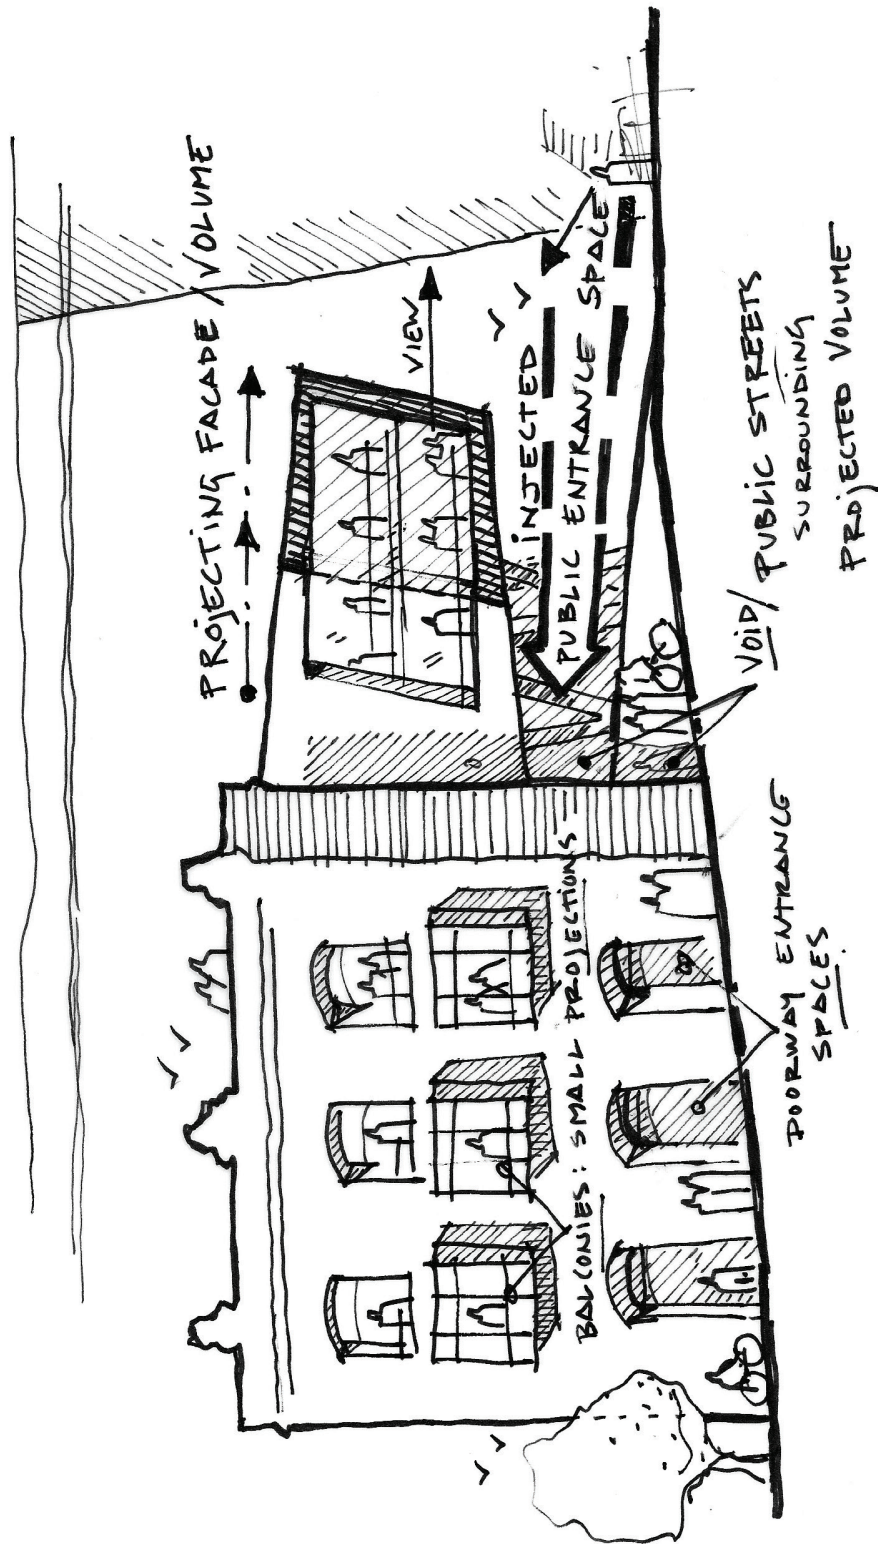 PROJECTING FACADE / VOLUME
VIEW
INJECTED
PUBLIC ENTRANCE SPACE
BALCONIES: SMALL PROJECTIONS –
VOID / PUBLIC STREETS
SURROUNDING
PROJECTED VOLUME
DOORWAY ENTRANCE
SPACES